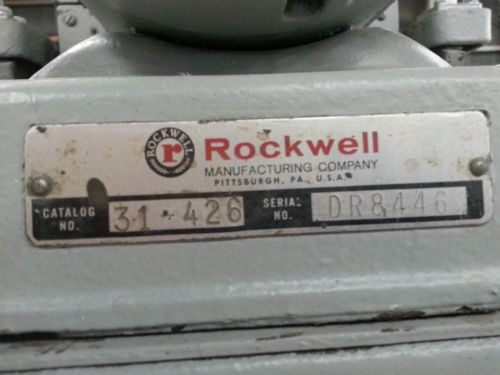 ROCKWELL
r
Rockwell
MANUFACTURING COMPANY
PITTSBURGH, PA., U.S.A.
CATALOG NO. 31-426 SERIAL NO. DR8446